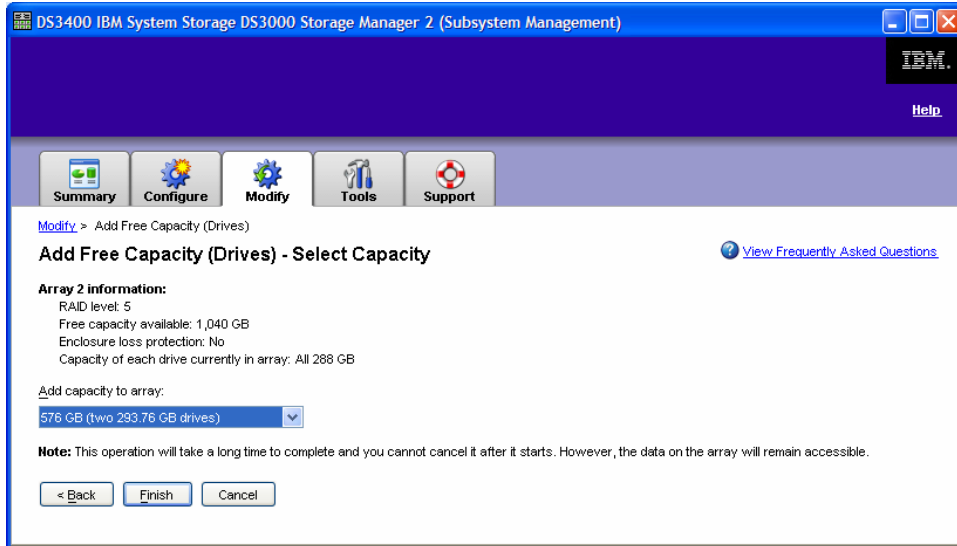 DS3400 IBM System Storage DS3000 Storage Manager 2 (Subsystem Management)
IBM.
Help
Summary
Configure
Modify
Tools
Support
Modify > Add Free Capacity (Drives)
Add Free Capacity (Drives) - Select Capacity
View Frequently Asked Questions
Array 2 information:
RAID level: 5
Free capacity available: 1,040 GB
Enclosure loss protection: No
Capacity of each drive currently in array: All 288 GB
Add capacity to array:
576 GB (two 293.76 GB drives)
Note: This operation will take a long time to complete and you cannot cancel it after it starts. However, the data on the array will remain accessible.
< Back
Finish
Cancel